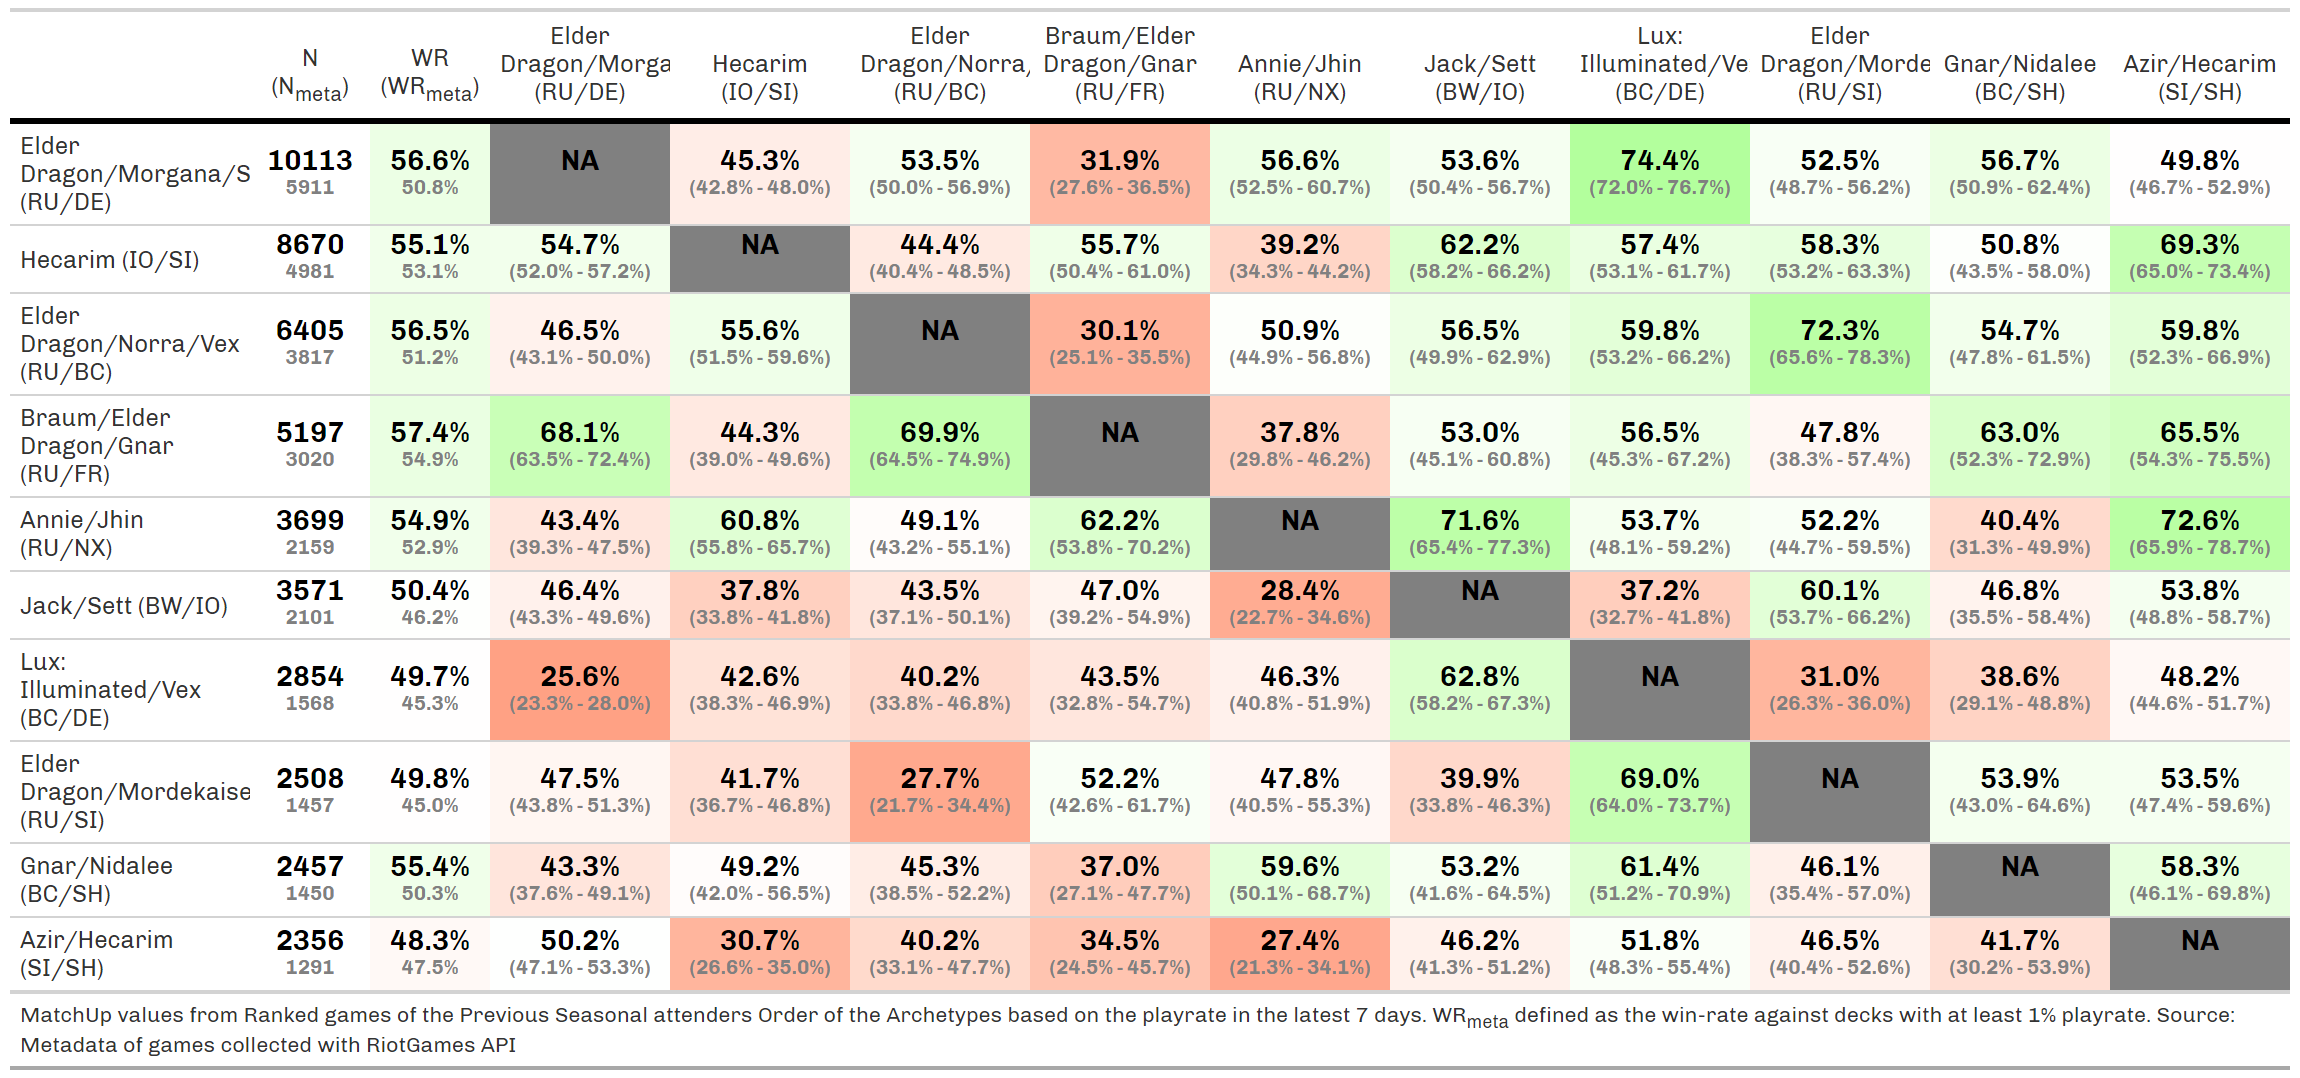 N (N_meta) WR (WR_meta) Elder Dragon/Morga (RU/DE) Hecarim (IO/SI) Elder Dragon/Norra, (RU/BC) Braum/Elder Dragon/Gnar (RU/FR) Annie/Jhin (RU/NX) Jack/Sett (BW/IO) Lux: Illuminated/Ve (BC/DE) Elder Dragon/Morde (RU/SI) Gnar/Nidalee (BC/SH) Azir/Hecarim (SI/SH)
Elder Dragon/Morgana/S (RU/DE) 10113 5911 56.6% 50.8% NA 45.3% (42.8% - 48.0%) 53.5% (50.0% - 56.9%) 31.9% (27.6% - 36.5%) 56.6% (52.5% - 60.7%) 53.6% (50.4% - 56.7%) 74.4% (72.0% - 76.7%) 52.5% (48.7% - 56.2%) 56.7% (50.9% - 62.4%) 49.8% (46.7% - 52.9%)
Hecarim (IO/SI) 8670 4981 55.1% 53.1% 54.7% (52.0% - 57.2%) NA 44.4% (40.4% - 48.5%) 55.7% (50.4% - 61.0%) 39.2% (34.3% - 44.2%) 62.2% (58.2% - 66.2%) 57.4% (53.1% - 61.7%) 58.3% (53.2% - 63.3%) 50.8% (43.5% - 58.0%) 69.3% (65.0% - 73.4%)
Elder Dragon/Norra/Vex (RU/BC) 6405 3817 56.5% 51.2% 46.5% (43.1% - 50.0%) 55.6% (51.5% - 59.6%) NA 30.1% (25.1% - 35.5%) 50.9% (44.9% - 56.8%) 56.5% (49.9% - 62.9%) 59.8% (53.2% - 66.2%) 72.3% (65.6% - 78.3%) 54.7% (47.8% - 61.5%) 59.8% (52.3% - 66.9%)
Braum/Elder Dragon/Gnar (RU/FR) 5197 3020 57.4% 54.9% 68.1% (63.5% - 72.4%) 44.3% (39.0% - 49.6%) 69.9% (64.5% - 74.9%) NA 37.8% (29.8% - 46.2%) 53.0% (45.1% - 60.8%) 56.5% (45.3% - 67.2%) 47.8% (38.3% - 57.4%) 63.0% (52.3% - 72.9%) 65.5% (54.3% - 75.5%)
Annie/Jhin (RU/NX) 3699 2159 54.9% 52.9% 43.4% (39.3% - 47.5%) 60.8% (55.8% - 65.7%) 49.1% (43.2% - 55.1%) 62.2% (53.8% - 70.2%) NA 71.6% (65.4% - 77.3%) 53.7% (48.1% - 59.2%) 52.2% (44.7% - 59.5%) 40.4% (31.3% - 49.9%) 72.6% (65.9% - 78.7%)
Jack/Sett (BW/IO) 3571 2101 50.4% 46.2% 46.4% (43.3% - 49.6%) 37.8% (33.8% - 41.8%) 43.5% (37.1% - 50.1%) 47.0% (39.2% - 54.9%) 28.4% (22.7% - 34.6%) NA 37.2% (32.7% - 41.8%) 60.1% (53.7% - 66.2%) 46.8% (35.5% - 58.4%) 53.8% (48.8% - 58.7%)
Lux: Illuminated/Vex (BC/DE) 2854 1568 49.7% 45.3% 25.6% (23.3% - 28.0%) 42.6% (38.3% - 46.9%) 40.2% (33.8% - 46.8%) 43.5% (32.8% - 54.7%) 46.3% (40.8% - 51.9%) 62.8% (58.2% - 67.3%) NA 31.0% (26.3% - 36.0%) 38.6% (29.1% - 48.8%) 48.2% (44.6% - 51.7%)
Elder Dragon/Mordekaise (RU/SI) 2508 1457 49.8% 45.0% 47.5% (43.8% - 51.3%) 41.7% (36.7% - 46.8%) 27.7% (21.7% - 34.4%) 52.2% (42.6% - 61.7%) 47.8% (40.5% - 55.3%) 39.9% (33.8% - 46.3%) 69.0% (64.0% - 73.7%) NA 53.9% (43.0% - 64.6%) 53.5% (47.4% - 59.6%)
Gnar/Nidalee (BC/SH) 2457 1450 55.4% 50.3% 43.3% (37.6% - 49.1%) 49.2% (42.0% - 56.5%) 45.3% (38.5% - 52.2%) 37.0% (27.1% - 47.7%) 59.6% (50.1% - 68.7%) 53.2% (41.6% - 64.5%) 61.4% (51.2% - 70.9%) 46.1% (35.4% - 57.0%) NA 58.3% (46.1% - 69.8%)
Azir/Hecarim (SI/SH) 2356 1291 48.3% 47.5% 50.2% (47.1% - 53.3%) 30.7% (26.6% - 35.0%) 40.2% (33.1% - 47.7%) 34.5% (24.5% - 45.7%) 27.4% (21.3% - 34.1%) 46.2% (41.3% - 51.2%) 51.8% (48.3% - 55.4%) 46.5% (40.4% - 52.6%) 41.7% (30.2% - 53.9%) NA
MatchUp values from Ranked games of the Previous Seasonal attenders Order of the Archetypes based on the playrate in the latest 7 days. WR_meta defined as the win-rate against decks with at least 1% playrate. Source:
Metadata of games collected with RiotGames API